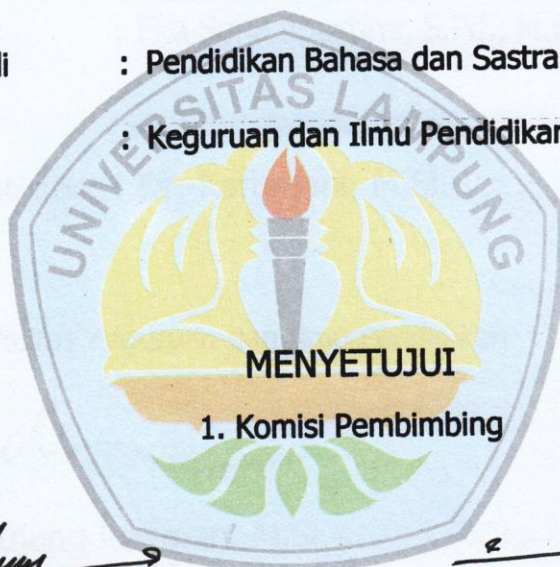 : Pendidikan Bahasa dan Sastra
: Keguruan dan Ilmu Pendidikan
UNIVERSITAS LAMPUNG
MENYETUJUI
1. Komisi Pembimbing